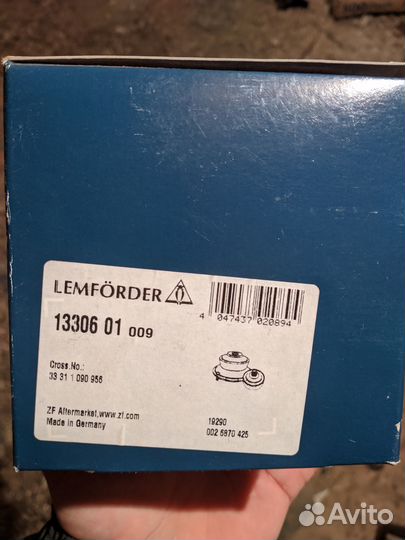 LEMFÖRDER
13306 01 009
4 047437 020894
Cross.No.:
33 31 1 090 956
ZF Aftermarket,www.zf.com
Made in Germany
19290
002 6870 425
Avito